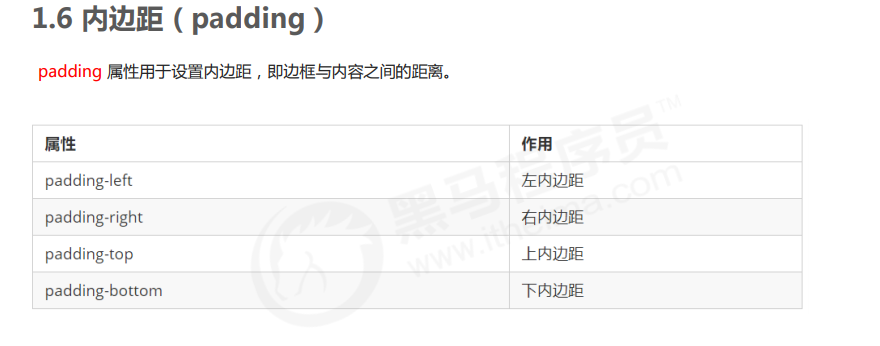 1.6 内边距（padding）
padding 属性用于设置内边距，即边框与内容之间的距离。
属性 作用
padding-left 左内边距
padding-right 右内边距
padding-top 上内边距
padding-bottom 下内边距
黑马程序员™
www.itheima.com